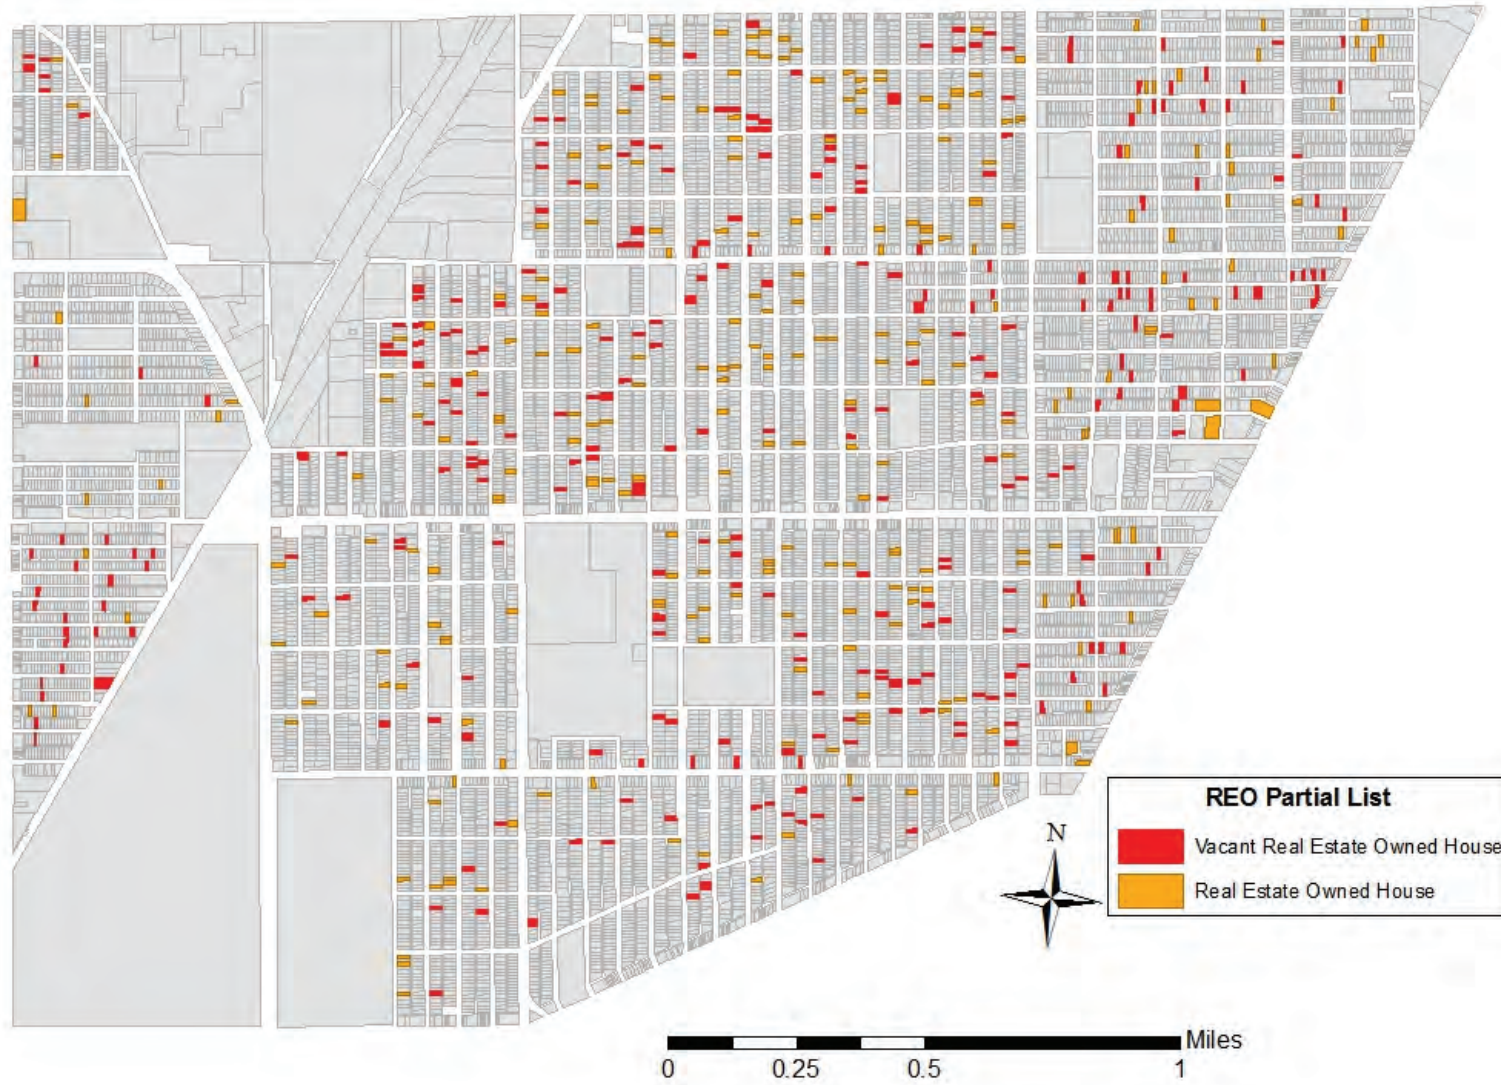 REO Partial List
Vacant Real Estate Owned House
Real Estate Owned House
N
Miles
0 0.25 0.5 1